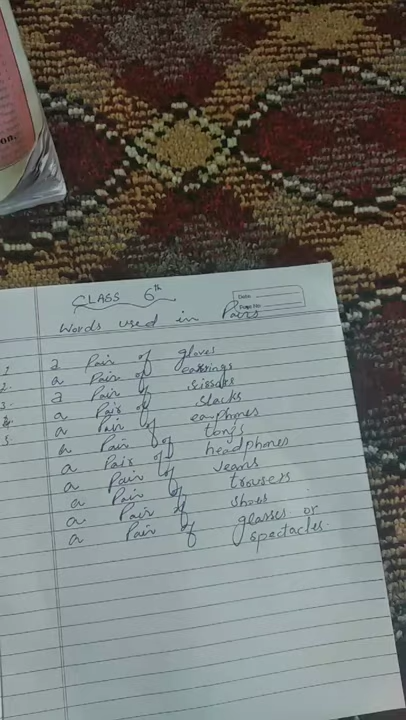 on.
CLASS 6th
Date
Page No
Words used in Pairs
1 a Pair of gloves
2. a Pair of earrings
3. a Pair of scissors
4. a Pair of slacks
5. a Pair of earphones
a Pair of tongs
a Pair of headphones
a Pair of Jeans
a Pair of trousers
a Pair of shoes
a Pair of glasses or
spectacles.